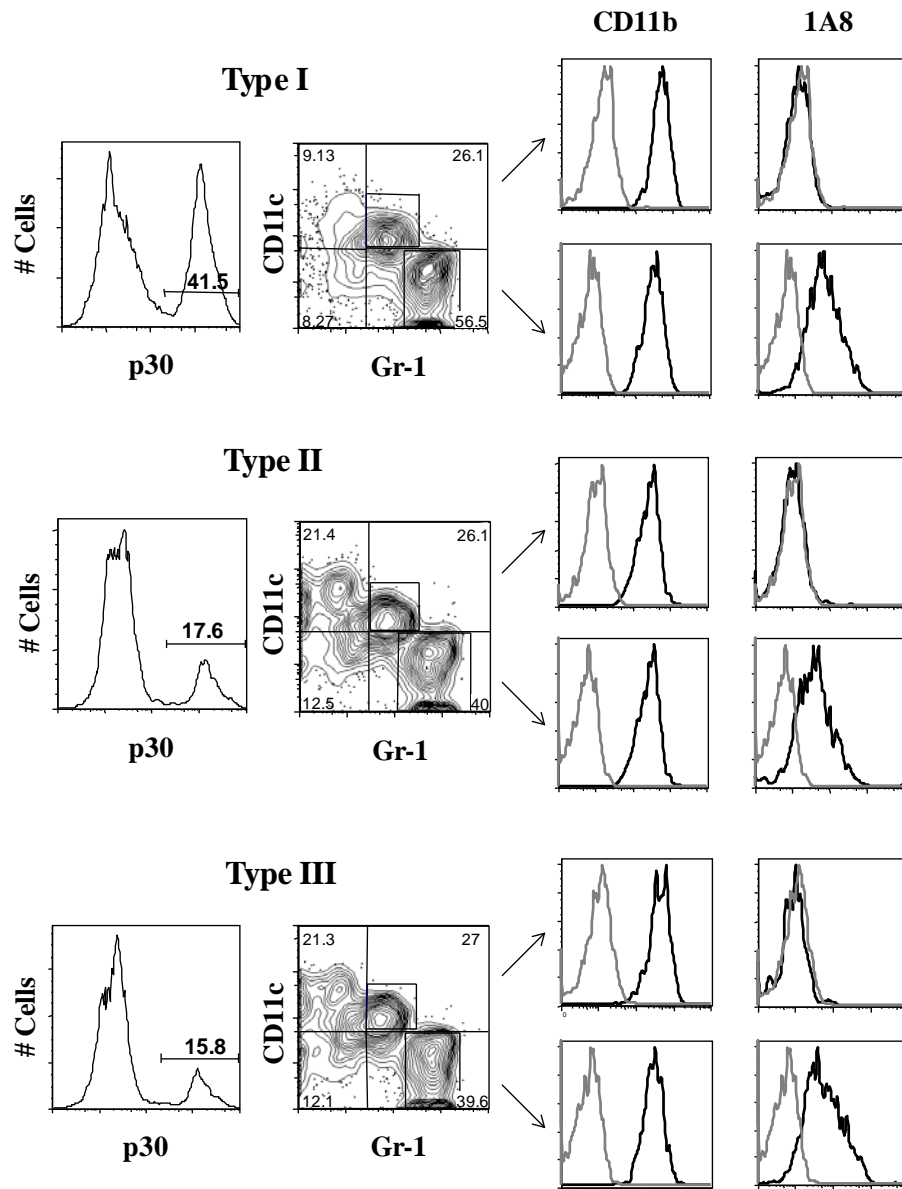 CD11b 1A8
Type I
# Cells
41.5
p30
CD11c
9.13 26.1
8.27 56.5
Gr-1
Type II
# Cells
17.6
p30
CD11c
21.4 26.1
12.5 40
Gr-1
Type III
# Cells
15.8
p30
CD11c
21.3 27
12.1 39.6
Gr-1
0